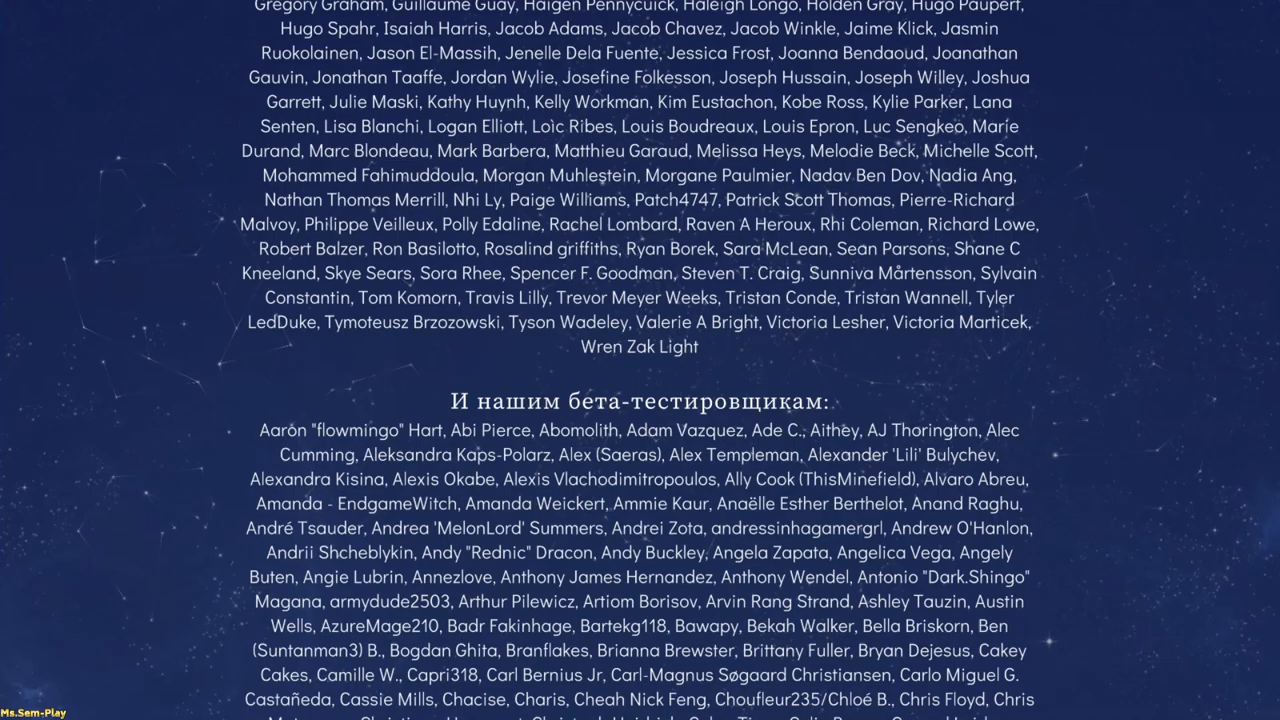 Gregory Graham, Guillaume Guay, Haigen Pennycuick, Haleigh Longo, Holden Gray, Hugo Paupert,
Hugo Spahr, Isaiah Harris, Jacob Adams, Jacob Chavez, Jacob Winkle, Jaime Klick, Jasmin
Ruokolainen, Jason El-Massih, Jenelle Dela Fuente, Jessica Frost, Joanna Bendaoud, Joanathan
Gauvin, Jonathan Taaffe, Jordan Wylie, Josefine Folkesson, Joseph Hussain, Joseph Willey, Joshua
Garrett, Julie Maski, Kathy Huynh, Kelly Workman, Kim Eustachon, Kobe Ross, Kylie Parker, Lana
Senten, Lisa Blanchi, Logan Elliott, Loïc Ribes, Louis Boudreaux, Louis Epron, Luc Sengkeo, Marie
Durand, Marc Blondeau, Mark Barbera, Matthieu Garaud, Melissa Heys, Melodie Beck, Michelle Scott,
Mohammed Fahimuddoula, Morgan Muhlestein, Morgane Paulmier, Nadav Ben Dov, Nadia Ang,
Nathan Thomas Merrill, Nhi Ly, Paige Williams, Patch4747, Patrick Scott Thomas, Pierre-Richard
Malvoy, Philippe Veilleux, Polly Edaline, Rachel Lombard, Raven A Heroux, Rhi Coleman, Richard Lowe,
Robert Balzer, Ron Basilotto, Rosalind griffiths, Ryan Borek, Sara McLean, Sean Parsons, Shane C
Kneeland, Skye Sears, Sora Rhee, Spencer F. Goodman, Steven T. Craig, Sunniva Mårtensson, Sylvain
Constantin, Tom Komorn, Travis Lilly, Trevor Meyer Weeks, Tristan Conde, Tristan Wannell, Tyler
LedDuke, Tymoteusz Brzozowski, Tyson Wadeley, Valerie A Bright, Victoria Lesher, Victoria Marticek,
Wren Zak Light
И нашим бета-тестировщикам:
Aaron "flowmingo" Hart, Abi Pierce, Abomolith, Adam Vazquez, Ade C., Aithey, AJ Thorington, Alec
Cumming, Aleksandra Kaps-Polarz, Alex (Saeras), Alex Templeman, Alexander 'Lili' Bulychev,
Alexandra Kisina, Alexis Okabe, Alexis Vlachodimitropoulos, Ally Cook (ThisMinefield), Alvaro Abreu,
Amanda - EndgameWitch, Amanda Weickert, Ammie Kaur, Anaëlle Esther Berthelot, Anand Raghu,
André Tsauder, Andrea 'MelonLord' Summers, Andrei Zota, andressinhagamergrl, Andrew O'Hanlon,
Andrii Shcheblykin, Andy "Rednic" Dracon, Andy Buckley, Angela Zapata, Angelica Vega, Angely
Buten, Angie Lubrin, Annezlove, Anthony James Hernandez, Anthony Wendel, Antonio "Dark.Shingo"
Magana, armydude2503, Arthur Pilewicz, Artiom Borisov, Arvin Rang Strand, Ashley Tauzin, Austin
Wells, AzureMage210, Badr Fakinhage, Bartekg118, Bawapy, Bekah Walker, Bella Briskorn, Ben
(Suntanman3) B., Bogdan Ghita, Branflakes, Brianna Brewster, Brittany Fuller, Bryan Dejesus, Cakey
Cakes, Camille W., Capri318, Carl Bernius Jr, Carl-Magnus Søgaard Christiansen, Carlo Miguel G.
Castañeda, Cassie Mills, Chacise, Charis, Cheah Nick Feng, Choufleur235/Chloé B., Chris Floyd, Chris
Ms.Sem-Play